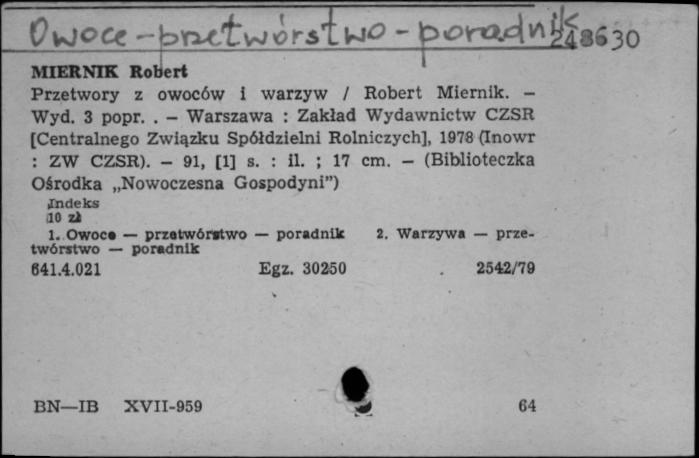 Owoce - przetwórstwo - poradnik
248630
MIERNIK Robert
Przetwory z owoców i warzyw / Robert Miernik. —
Wyd. 3 popr. . — Warszawa : Zakład Wydawnictw CZSR
[Centralnego Związku Spółdzielni Rolniczych], 1978 (Inowr
: ZW CZSR). — 91, [1] s. : il. ; 17 cm. — (Biblioteczka
Ośrodka „Nowoczesna Gospodyni”)
Indeks
10 zł
1. Owoce — przetwórstwo — poradnik 2. Warzywa — prze-
twórstwo — poradnik
641.4.021 Egz. 30250 2542/79
BN—IB XVII-959 64